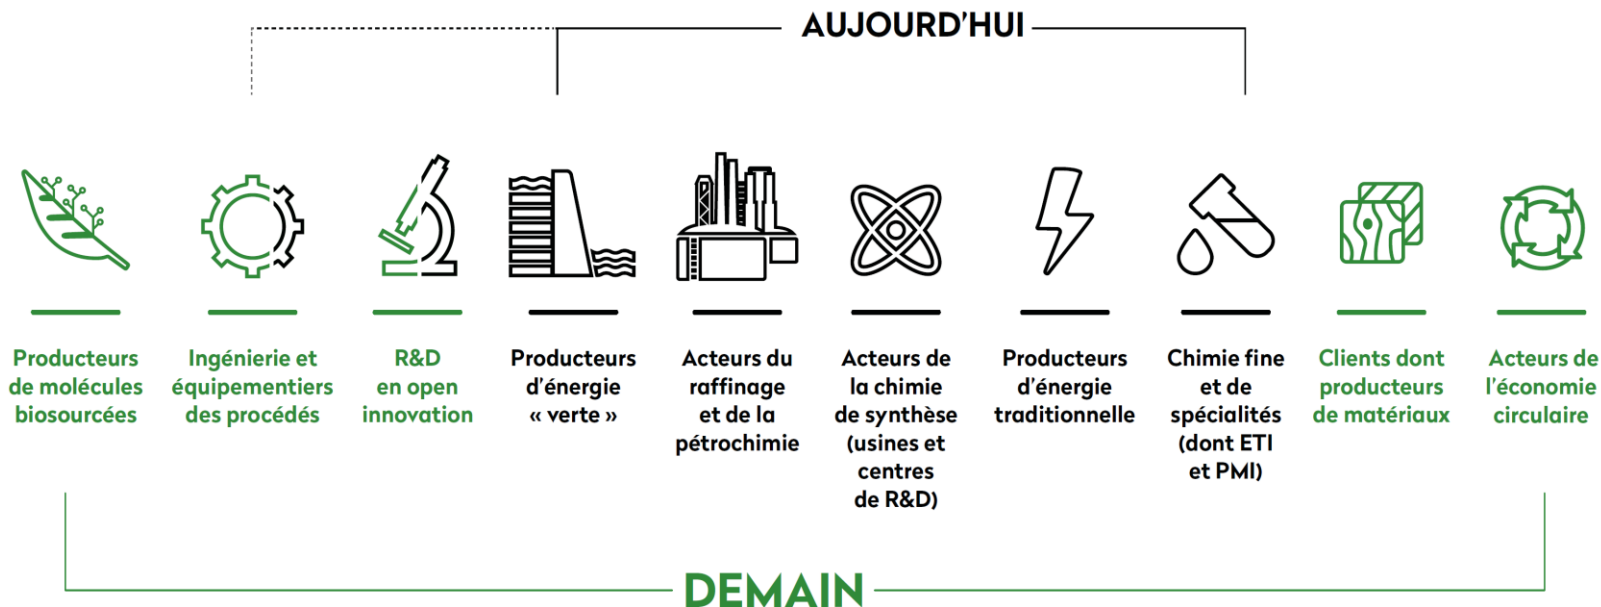 AUJOURD'HUI
Producteurs
de molécules
biosourcées
Ingénierie et
équipementiers
des procédés
R&D
en open
innovation
Producteurs
d'énergie
« verte »
Acteurs du
raffinage
et de la
pétrochimie
Acteurs de
la chimie
de synthèse
(usines et
centres
de R&D)
Producteurs
d'énergie
traditionnelle
Chimie fine
et de
spécialités
(dont ETI
et PMI)
Clients dont
producteurs
de matériaux
Acteurs de
l'économie
circulaire
DEMAIN